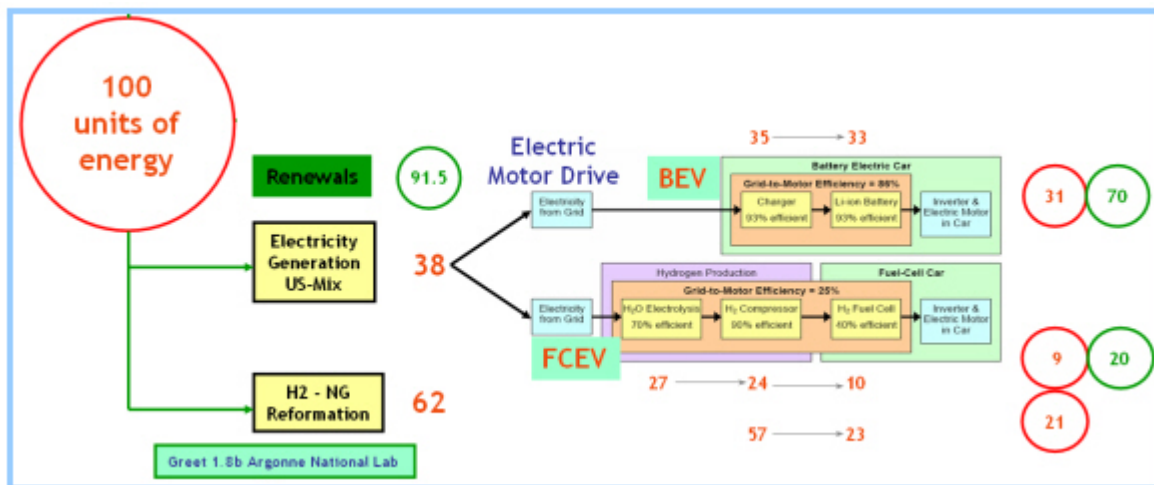 100
units of
energy
Renewals
91.5
Electricity
Generation
US-Mix
38
H2 - NG
Reformation
62
Greet 1.8b Argonne National Lab
Electric
Motor Drive
BEV
35
33
Battery Electric Car
Grid-to-Motor Efficiency = 86%
Electricity
from Grid
Charger
93% efficient
Li-ion Battery
93% efficient
Inverter &
Electric Motor
in Car
31
70
Hydrogen Production
Fuel-Cell Car
Grid-to-Motor Efficiency = 25%
Electricity
from Grid
H₂O Electrolysis
70% efficient
H₂ Compressor
90% efficient
H₂ Fuel Cell
40% efficient
Inverter &
Electric Motor
in Car
FCEV
27
24
10
9
20
57
23
21